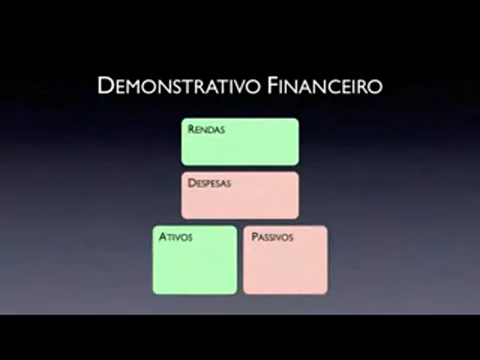 DEMONSTRATIVO FINANCEIRO
RENDAS
DESPESAS
ATIVOS
PASSIVOS